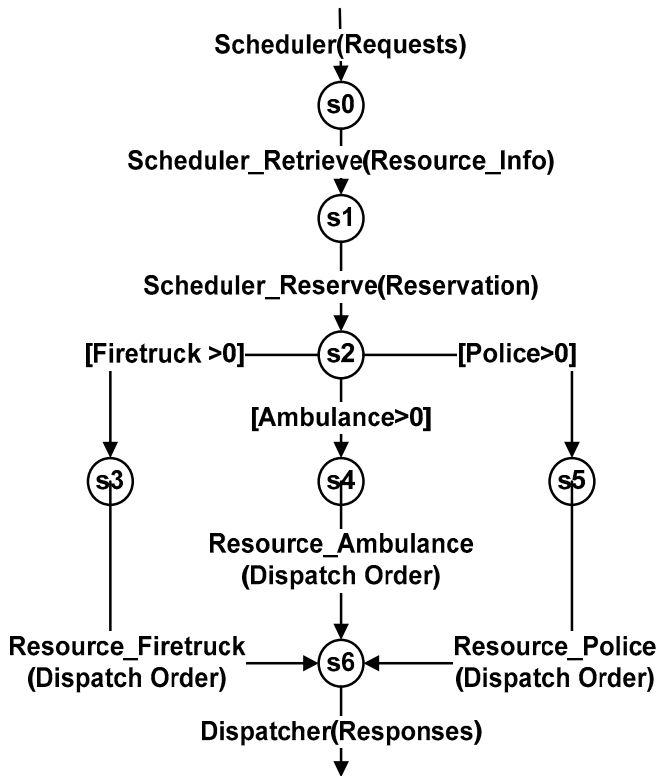 Scheduler(Requests)
s0
Scheduler_Retrieve(Resource_Info)
s1
Scheduler_Reserve(Reservation)
[Firetruck >0]
s2
[Police>0]
[Ambulance>0]
s3
s4
s5
Resource_Ambulance
(Dispatch Order)
Resource_Firetruck
(Dispatch Order)
s6
Resource_Police
(Dispatch Order)
Dispatcher(Responses)